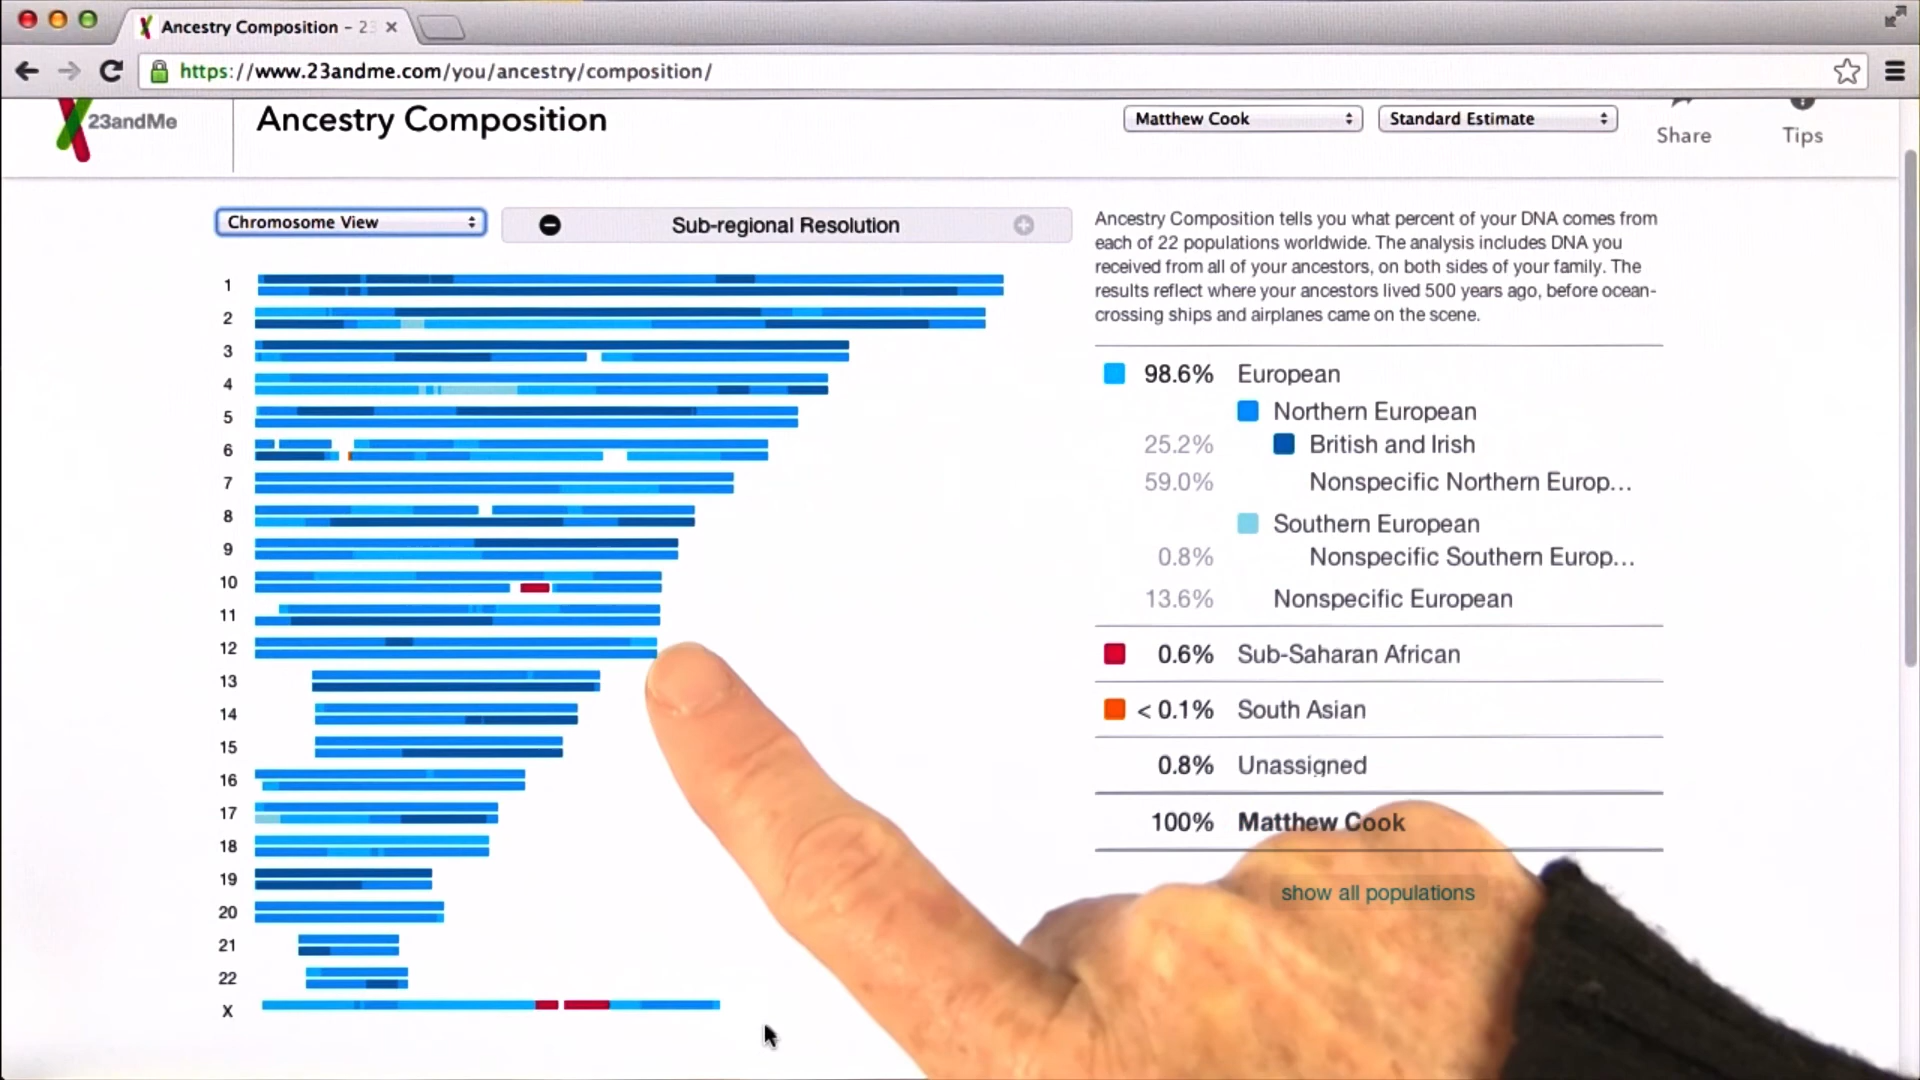 Ancestry Composition – 23
https://www.23andme.com/you/ancestry/composition/
23andMe
Ancestry Composition
Matthew Cook
Standard Estimate
Share
Tips
Chromosome View
Sub-regional Resolution
Ancestry Composition tells you what percent of your DNA comes from
each of 22 populations worldwide. The analysis includes DNA you
received from all of your ancestors, on both sides of your family. The
results reflect where your ancestors lived 500 years ago, before ocean-
crossing ships and airplanes came on the scene.
1
2
3
4
5
6
7
8
9
10
11
12
13
14
15
16
17
18
19
20
21
22
X
98.6% European
Northern European
25.2% British and Irish
59.0% Nonspecific Northern Europ...
Southern European
0.8% Nonspecific Southern Europ...
13.6% Nonspecific European
0.6% Sub-Saharan African
< 0.1% South Asian
0.8% Unassigned
100% Matthew Cook
show all populations